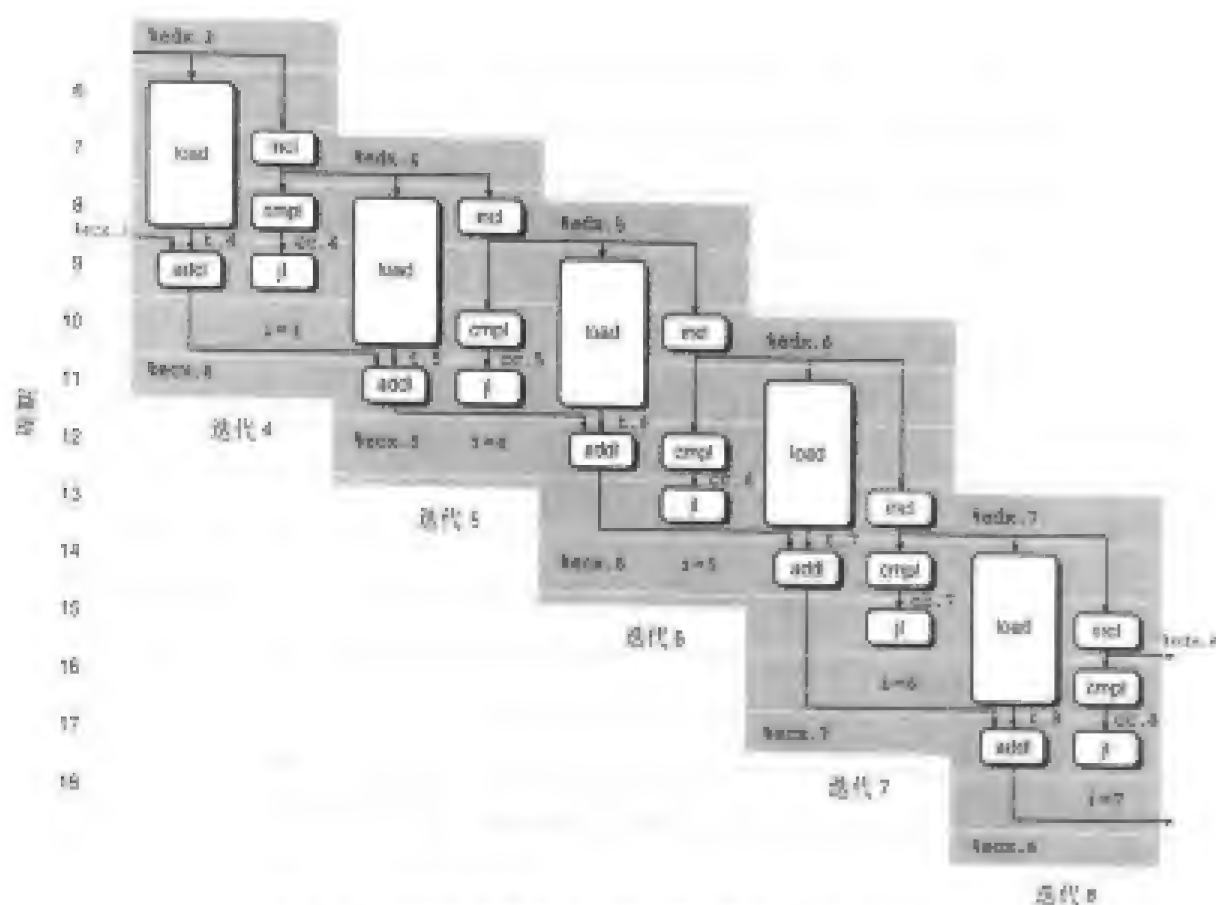 %edx.3
6
load
7
incl
%edx.4
8
cmpl
incl
%ecx.3
t.4
cc.4
%edx.5
9
addl
jl
load
10
i=3
cmpl
load
incl
%edx.6
%ecx.4
t.5
cc.5
11
addl
jl
周期
迭代 4
%ecx.5
i=4
t.6
12
addl
cmpl
load
cc.6
13
jl
incl
%edx.7
迭代 5
t.7
14
%ecx.6
i=5
addl
cmpl
cc.7
15
迭代 6
jl
load
incl
%edx.8
16
i=6
cmpl
17
%ecx.7
t.8
cc.8
addl
jl
18
迭代 7
i=7
%ecx.8
迭代 8